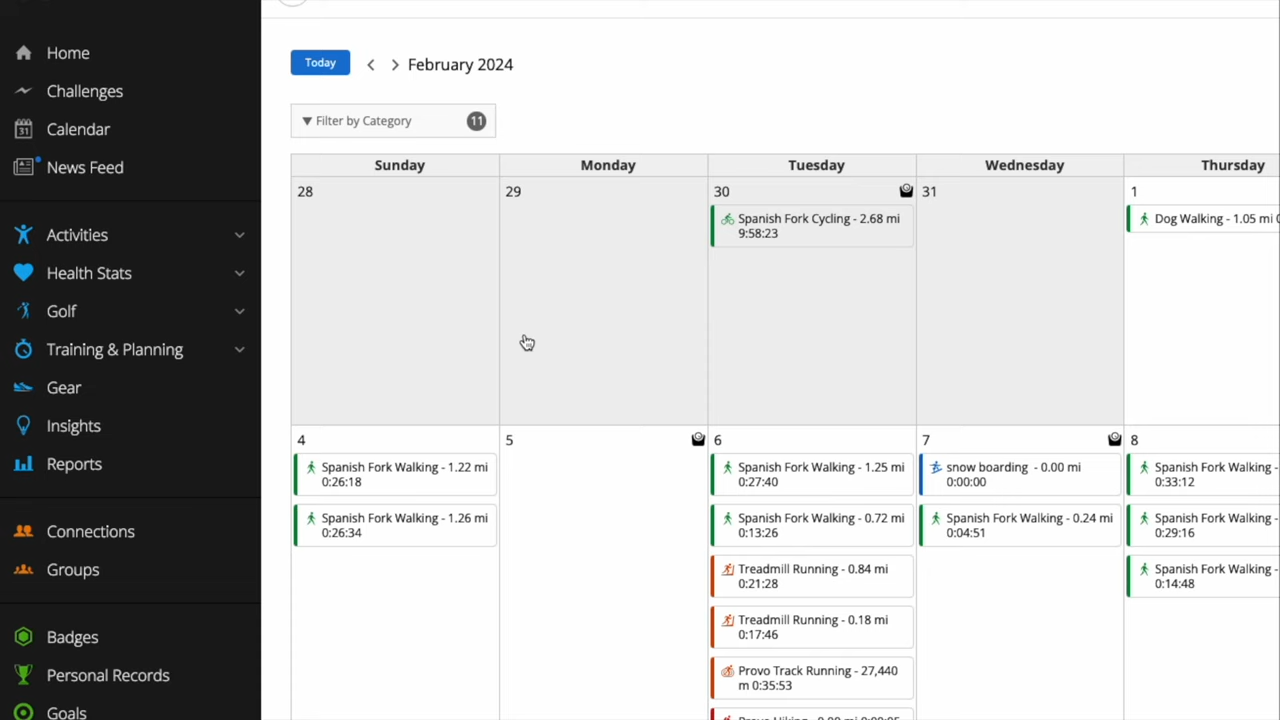 Home
Challenges
31 Calendar
News Feed
Activities
Health Stats
Golf
Training & Planning
Gear
Insights
Reports
Connections
Groups
Badges
Personal Records
Goals
Today < > February 2024
Filter by Category 11
Sunday Monday Tuesday Wednesday Thursday
28 29 30 31 1
Spanish Fork Cycling - 2.68 mi
9:58:23
Dog Walking - 1.05 mi
4 5 6 7 8
Spanish Fork Walking - 1.22 mi
0:26:18
Spanish Fork Walking - 1.26 mi
0:26:34
Spanish Fork Walking - 1.25 mi
0:27:40
Spanish Fork Walking - 0.72 mi
0:13:26
Treadmill Running - 0.84 mi
0:21:28
Treadmill Running - 0.18 mi
0:17:46
Provo Track Running - 27,440
m 0:35:53
snow boarding - 0.00 mi
0:00:00
Spanish Fork Walking - 0.24 mi
0:04:51
Spanish Fork Walking -
0:33:12
Spanish Fork Walking -
0:29:16
Spanish Fork Walking -
0:14:48